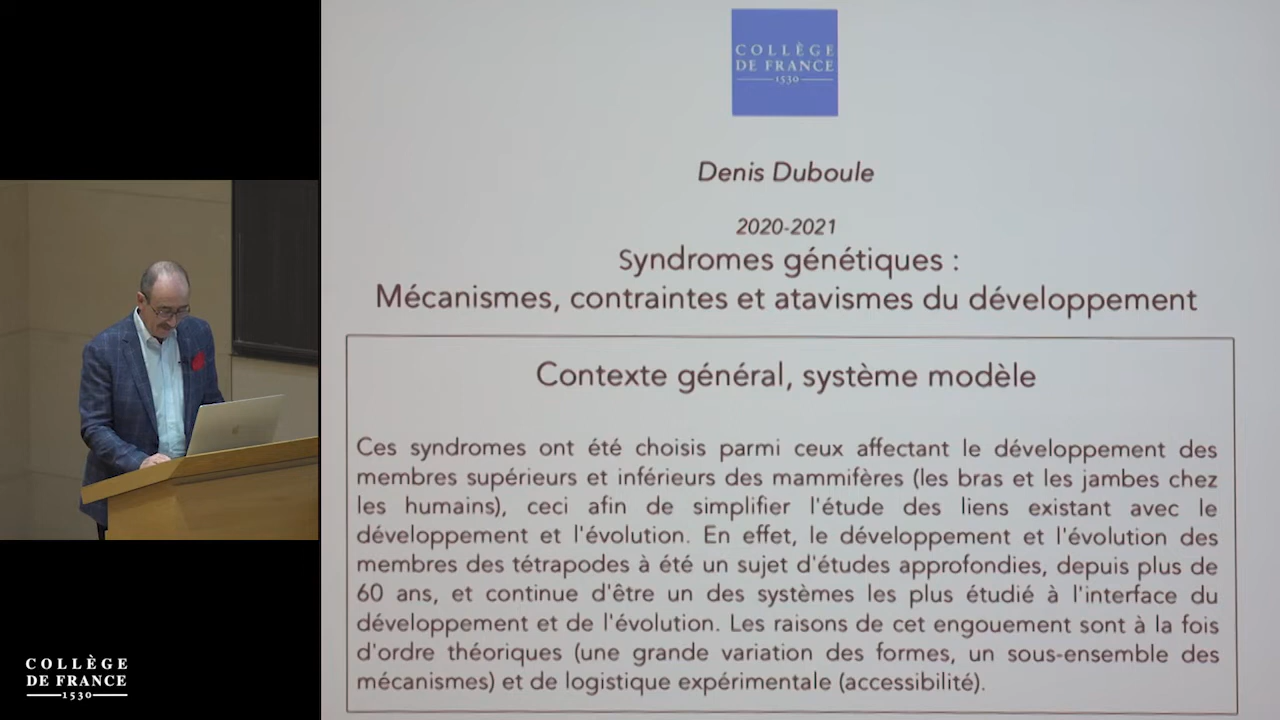 COLLÈGE
DE FRANCE
1530
Denis Duboule
2020-2021
Syndromes génétiques :
Mécanismes, contraintes et atavismes du développement
Contexte général, système modèle
Ces syndromes ont été choisis parmi ceux affectant le développement des
membres supérieurs et inférieurs des mammifères (les bras et les jambes chez
les humains), ceci afin de simplifier l'étude des liens existant avec le
développement et l'évolution. En effet, le développement et l'évolution des
membres des tétrapodes à été un sujet d'études approfondies, depuis plus de
60 ans, et continue d'être un des systèmes les plus étudié à l'interface du
développement et de l'évolution. Les raisons de cet engouement sont à la fois
d'ordre théoriques (une grande variation des formes, un sous-ensemble des
mécanismes) et de logistique expérimentale (accessibilité).
COLLÈGE
DE FRANCE
1530